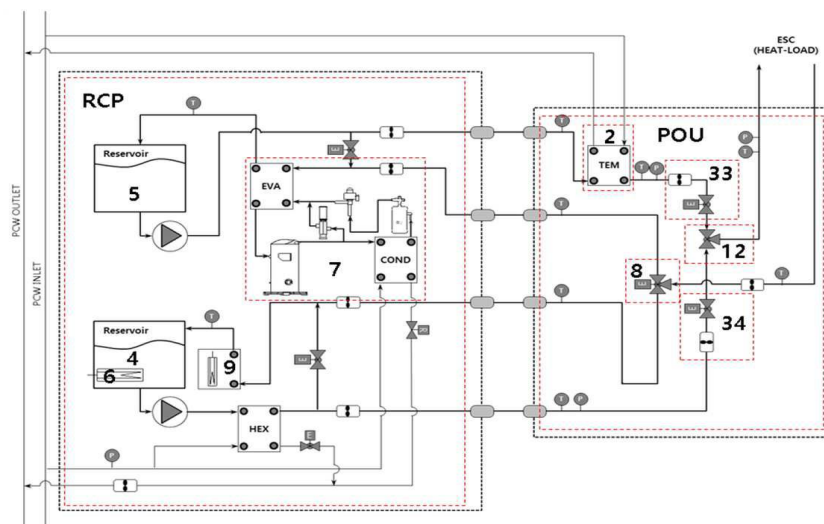 ESC
(HEAT-LOAD)
RCP
POU
T
Reservoir
5
E
T
2
TEM
P
T
T
P
33
E
EVA
7
COND
T
8
E
12
T
PCW OUTLET
PCW INLET
Reservoir
4
6
T
9
E
T
E
34
HEX
E
P
T
P